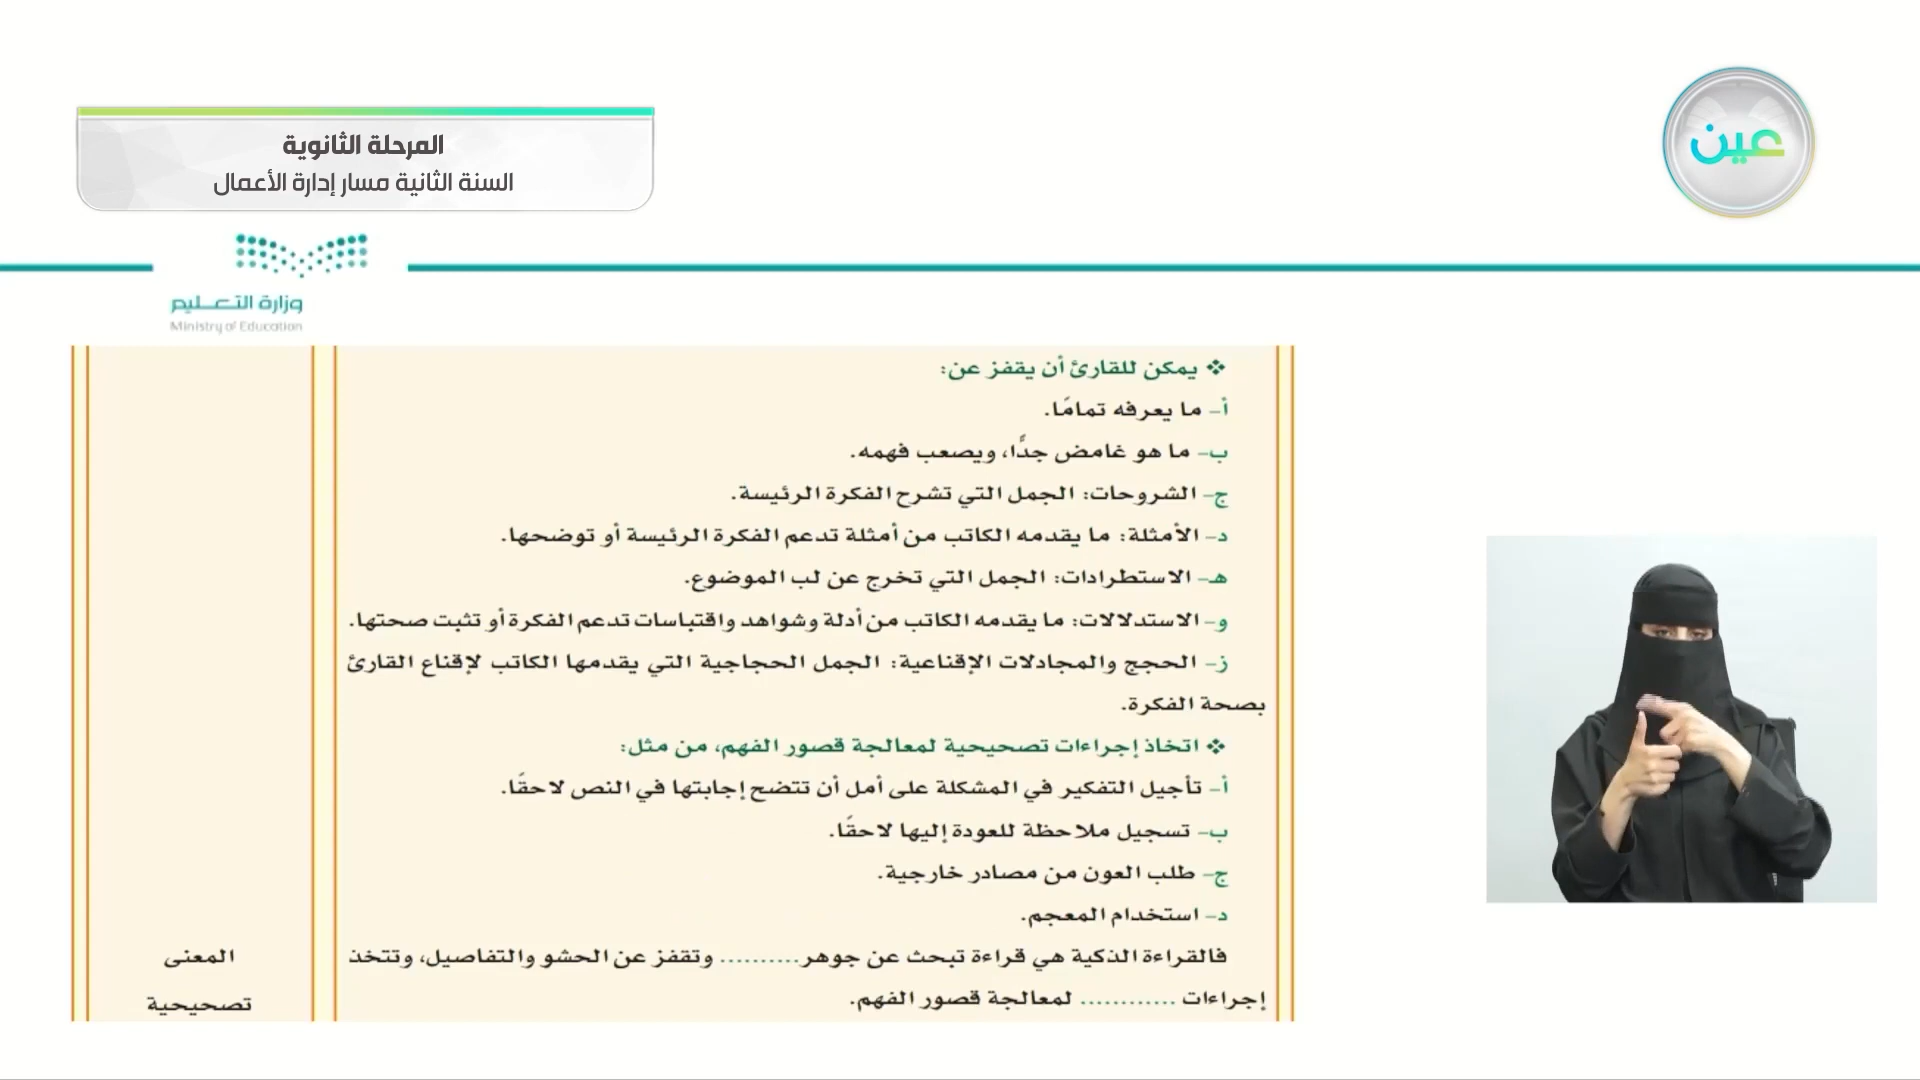 المرحلة الثانوية
السنة الثانية مسار إدارة الأعمال
عين
وزارة التعليم
Ministry of Education
❖ يمكن للقارئ أن يقفز عن:
أ- ما يعرفه تمامًا.
ب- ما هو غامض جدًّا، ويصعب فهمه.
ج- الشروحات: الجمل التي تشرح الفكرة الرئيسة.
د- الأمثلة: ما يقدمه الكاتب من أمثلة تدعم الفكرة الرئيسة أو توضحها.
هـ- الاستطرادات: الجمل التي تخرج عن لب الموضوع.
و- الاستدلالات: ما يقدمه الكاتب من أدلة وشواهد واقتباسات تدعم الفكرة أو تثبت صحتها.
ز- الحجج والمجادلات الإقناعية: الجمل الحجاجية التي يقدمها الكاتب لإقناع القارئ
بصحة الفكرة.
❖ اتخاذ إجراءات تصحيحية لمعالجة قصور الفهم، من مثل:
أ- تأجيل التفكير في المشكلة على أمل أن تتضح إجابتها في النص لاحقًا.
ب- تسجيل ملاحظة للعودة إليها لاحقًا.
ج- طلب العون من مصادر خارجية.
د- استخدام المعجم.
فالقراءة الذكية هي قراءة تبحث عن جوهر.......... وتقفز عن الحشو والتفاصيل، وتتخذ
إجراءات ............ لمعالجة قصور الفهم.
المعنى
تصحيحية